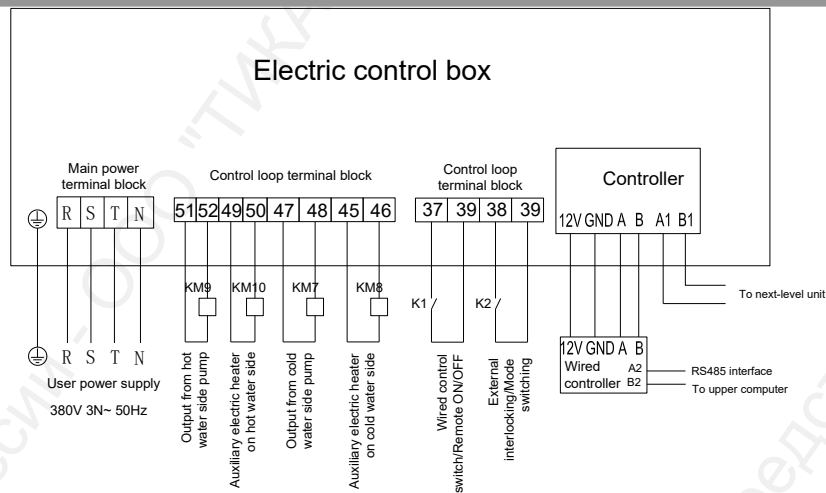 Electric control box
Main power
terminal block
Control loop terminal block
Control loop
terminal block
Controller
R S T N
51 52 49 50 47 48 45 46
37 39 38 39
12V GND A B A1 B1
KM9 KM10 KM7 KM8
K1 K2
To next-level unit
R S T N
User power supply
380V 3N~ 50Hz
Output from hot
water side pump
Auxiliary electric heater
on hot water side
Output from cold
water side pump
Auxiliary electric heater
on cold water side
Wired control
switch/Remote ON/OFF
External
interlocking/Mode
switching
12V GND A B
Wired
controller
A2
B2
RS485 interface
To upper computer
ООО "ТИКА